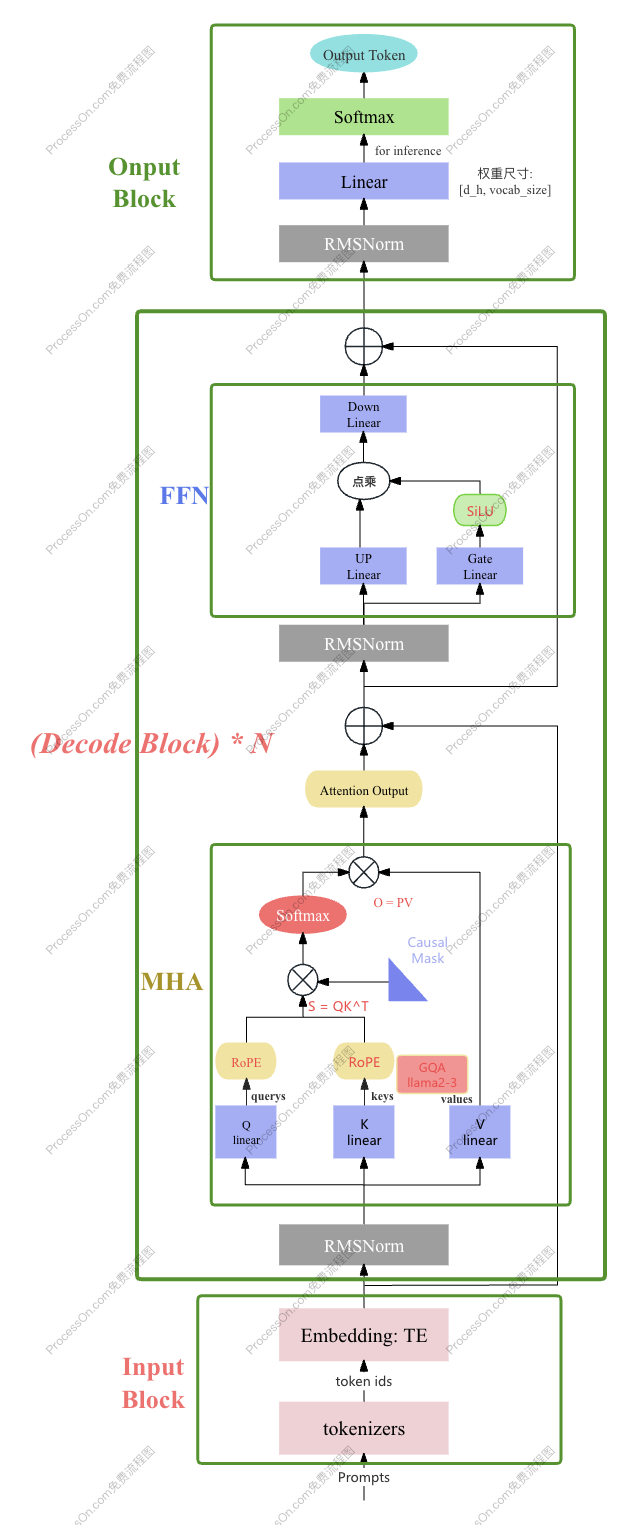 Output Token
Softmax
for inference
Onput
Block
Linear
权重尺寸:
[d_h, vocab_size]
RMSNorm
Down
Linear
点乘
FFN
SiLU
UP
Linear
Gate
Linear
RMSNorm
(Decode Block) * N
Attention Output
O = PV
Softmax
Causal
Mask
MHA
S = QK^T
RoPE
RoPE
GQA
llama2-3
querys
keys
values
Q
linear
K
linear
V
linear
RMSNorm
Embedding: TE
Input
Block
token ids
tokenizers
Prompts
ProcessOn.com免费流程图